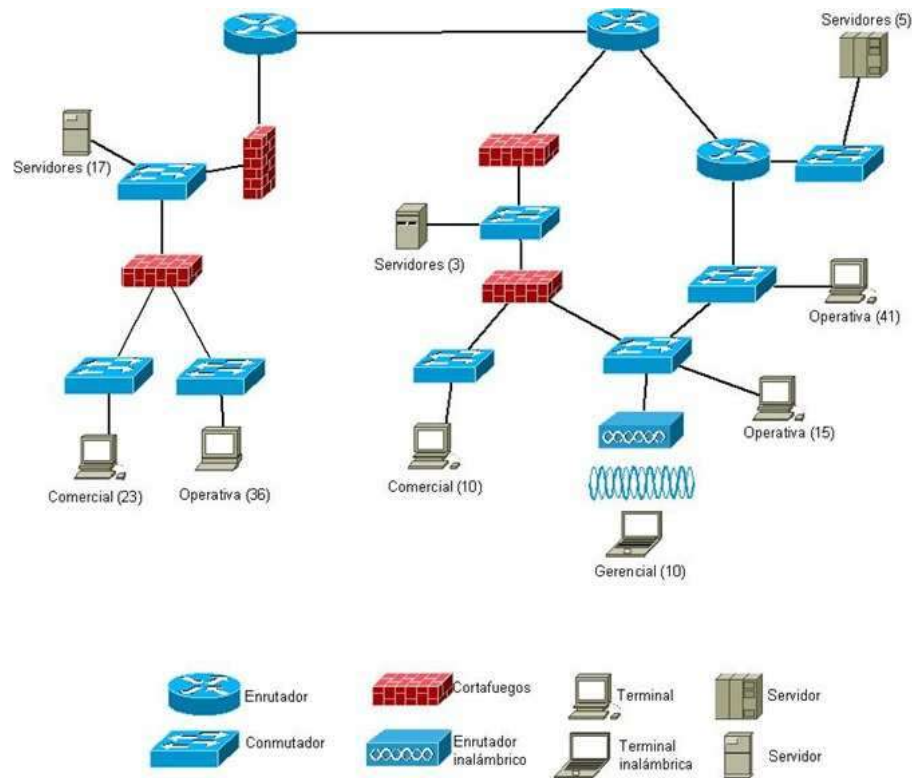 Servidores (5)
Servidores (17)
Servidores (3)
Operativa (41)
Operativa (15)
Comercial (23)
Operativa (36)
Comercial (10)
Gerencial (10)
Enrutador
Cortafuegos
Terminal
Servidor
Conmutador
Enrutador
inalámbrico
Terminal
inalámbrica
Servidor